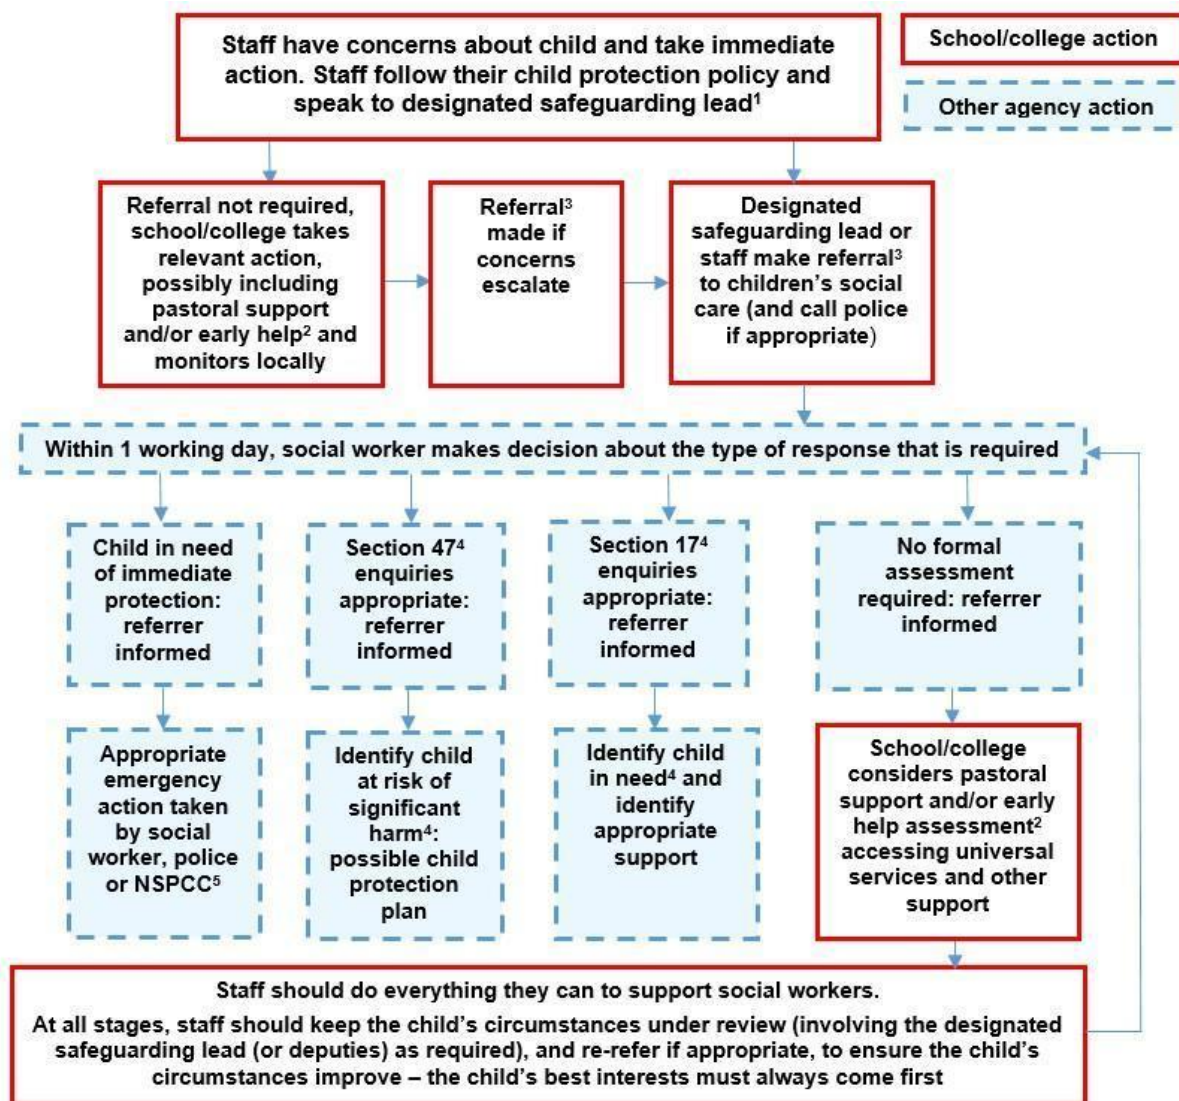 Staff have concerns about child and take immediate
action. Staff follow their child protection policy and
speak to designated safeguarding lead¹
School/college action
Other agency action
Referral not required,
school/college takes
relevant action,
possibly including
pastoral support
and/or early help² and
monitors locally
Referral³
made if
concerns
escalate
Designated
safeguarding lead or
staff make referral³
to children’s social
care (and call police
if appropriate)
Within 1 working day, social worker makes decision about the type of response that is required
Child in need
of immediate
protection:
referrer
informed
Section 47⁴
enquiries
appropriate:
referrer
informed
Section 17⁴
enquiries
appropriate:
referrer
informed
No formal
assessment
required: referrer
informed
Appropriate
emergency
action taken
by social
worker, police
or NSPCC⁵
Identify child
at risk of
significant
harm⁴:
possible child
protection
plan
Identify child
in need⁴ and
identify
appropriate
support
School/college
considers pastoral
support and/or early
help assessment²
accessing universal
services and other
support
Staff should do everything they can to support social workers.
At all stages, staff should keep the child’s circumstances under review (involving the designated
safeguarding lead (or deputies) as required), and re-refer if appropriate, to ensure the child’s
circumstances improve – the child’s best interests must always come first